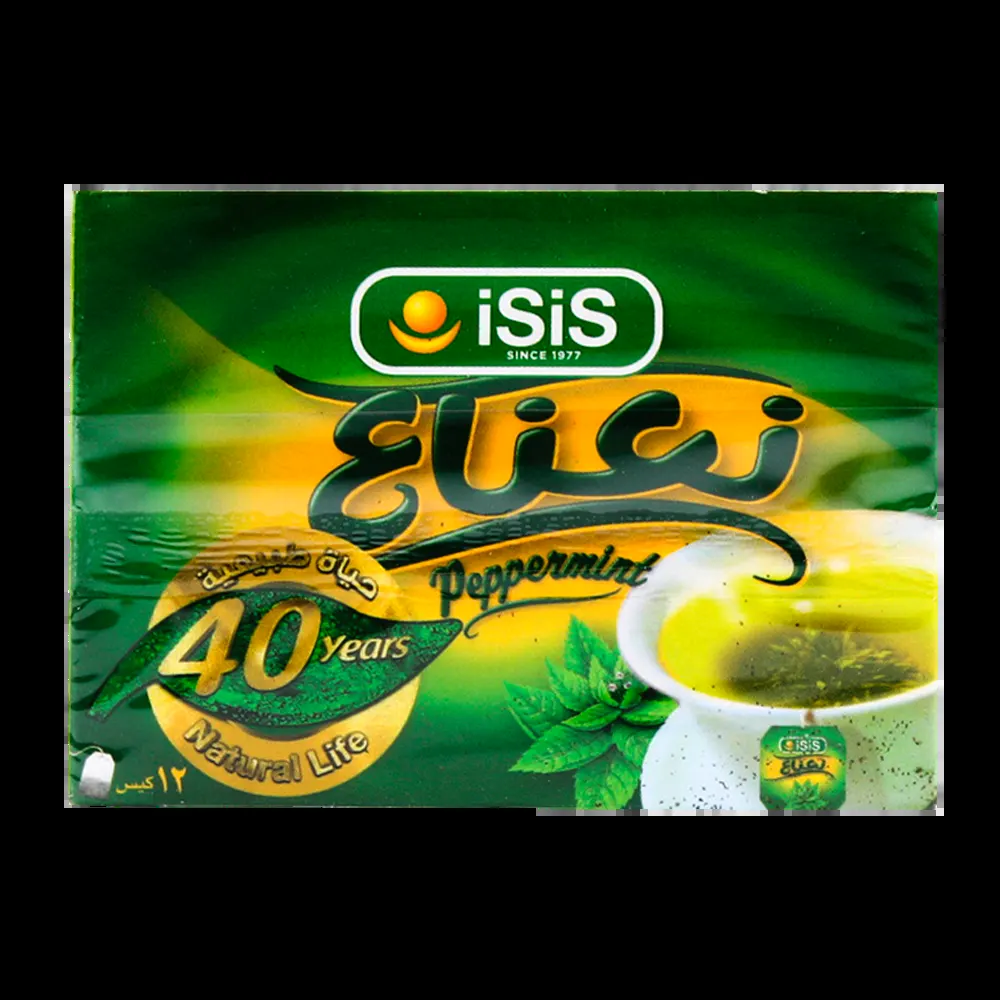 iSiS
SINCE 1977
نعناع
Peppermint
حياة طبيعية
40 Years
Natural Life
١٢ كيس
iSiS
نعناع